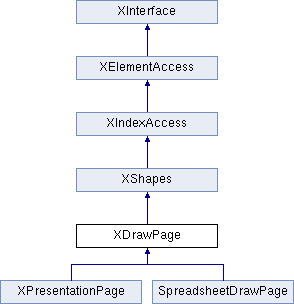 XInterface
XElementAccess
XIndexAccess
XShapes
XDrawPage
XPresentationPage
SpreadsheetDrawPage